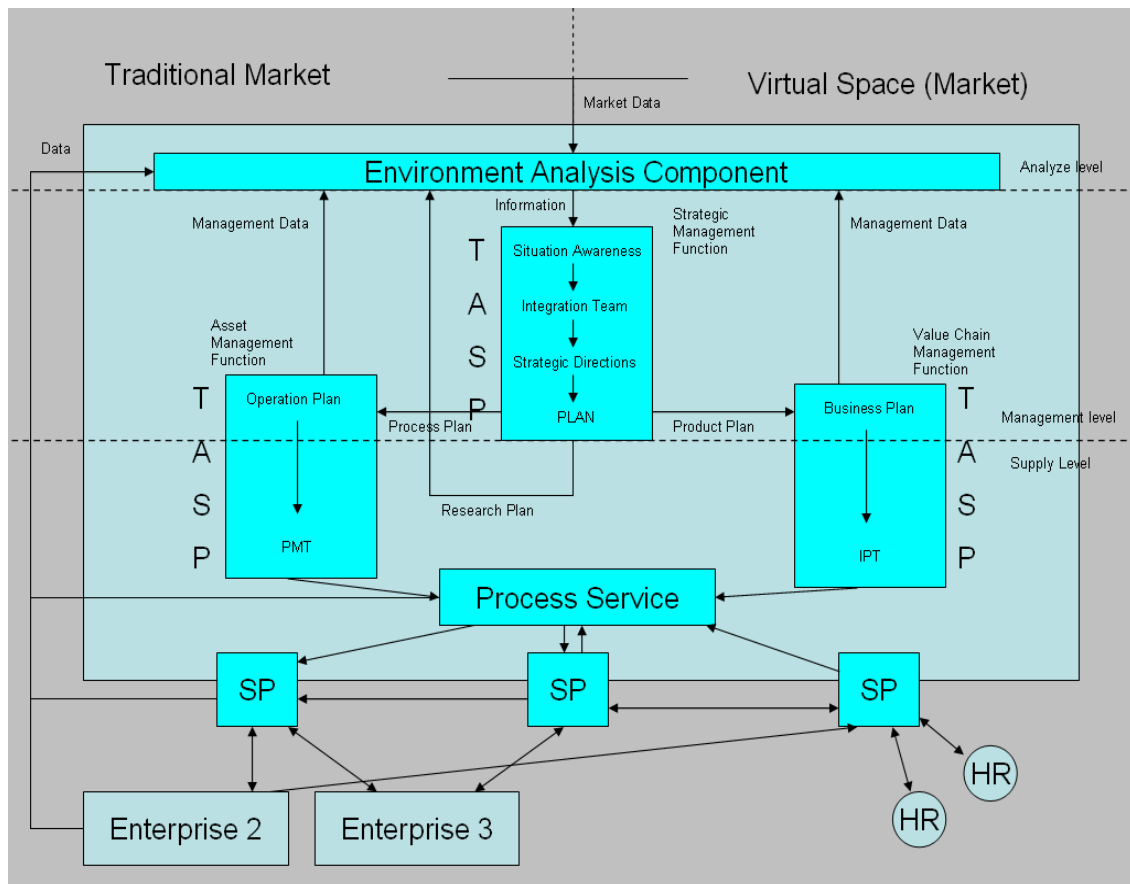 Traditional Market
Virtual Space (Market)
Market Data
Data
Environment Analysis Component
Analyze level
Management Data
Information
Strategic
Management
Function
Management Data
T
A
S
P
Situation Awareness
Integration Team
Strategic Directions
PLAN
Asset
Management
Function
Value Chain
Management
Function
T
A
S
P
Operation Plan
PMT
Process Plan
Product Plan
Business Plan
IPT
T
A
S
P
Management level
Supply Level
Research Plan
Process Service
SP
SP
SP
HR
HR
Enterprise 2
Enterprise 3